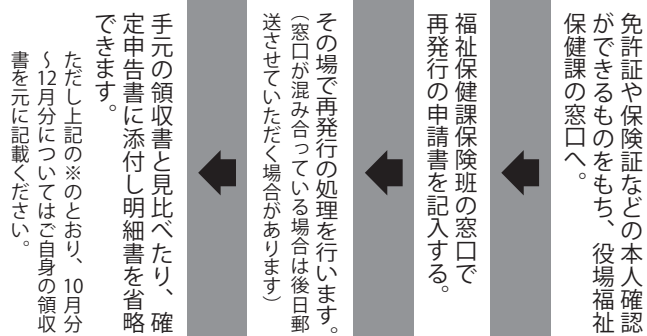 免許証や保険証などの本人確認
ができるものをもち、役場福祉
保健課の窓口へ。
福祉保健課保険班の窓口で
再発行の申請書を記入する。
その場で再発行の処理を行います。
（窓口が混み合っている場合は後日郵
送させていただく場合があります）
手元の領収書と見比べたり、確
定申告書に添付し明細書を省略
できます。
ただし上記の※のとおり、10月分
～12月分についてはご自身の領収
書を元に記載ください。